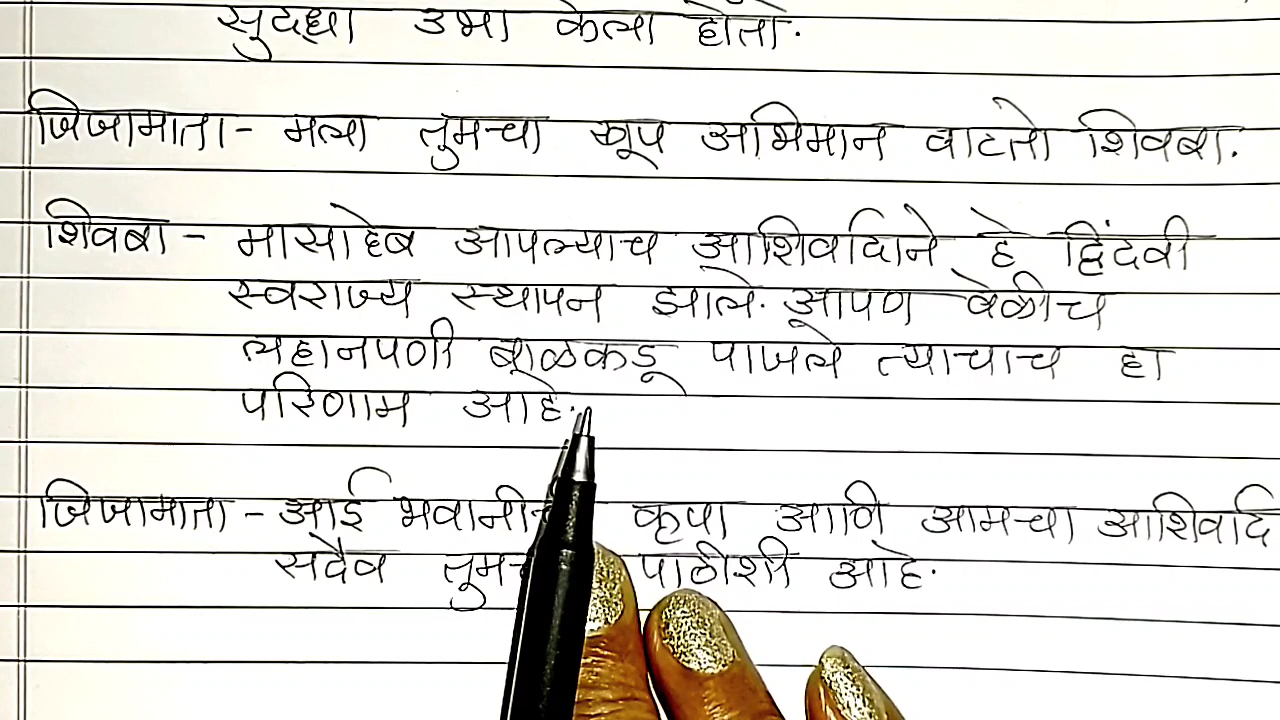 सुद्धा उभा केला होता.
जिजामाता - मला तुमचा खूप अभिमान वाटतो शिवबा.
शिवबा - मासाहेब आपल्याच आशिर्वादाने हे हिंदवी
स्वराज्य स्थापन झाले. आपण वेळीच
लहानपणी बाळकडू पाजले त्याचाच हा
परिणाम आहे.
जिजामाता - आई भवानीची कृपा आणि आमचा आशिर्वाद
सदैव पाठीशी आहे.